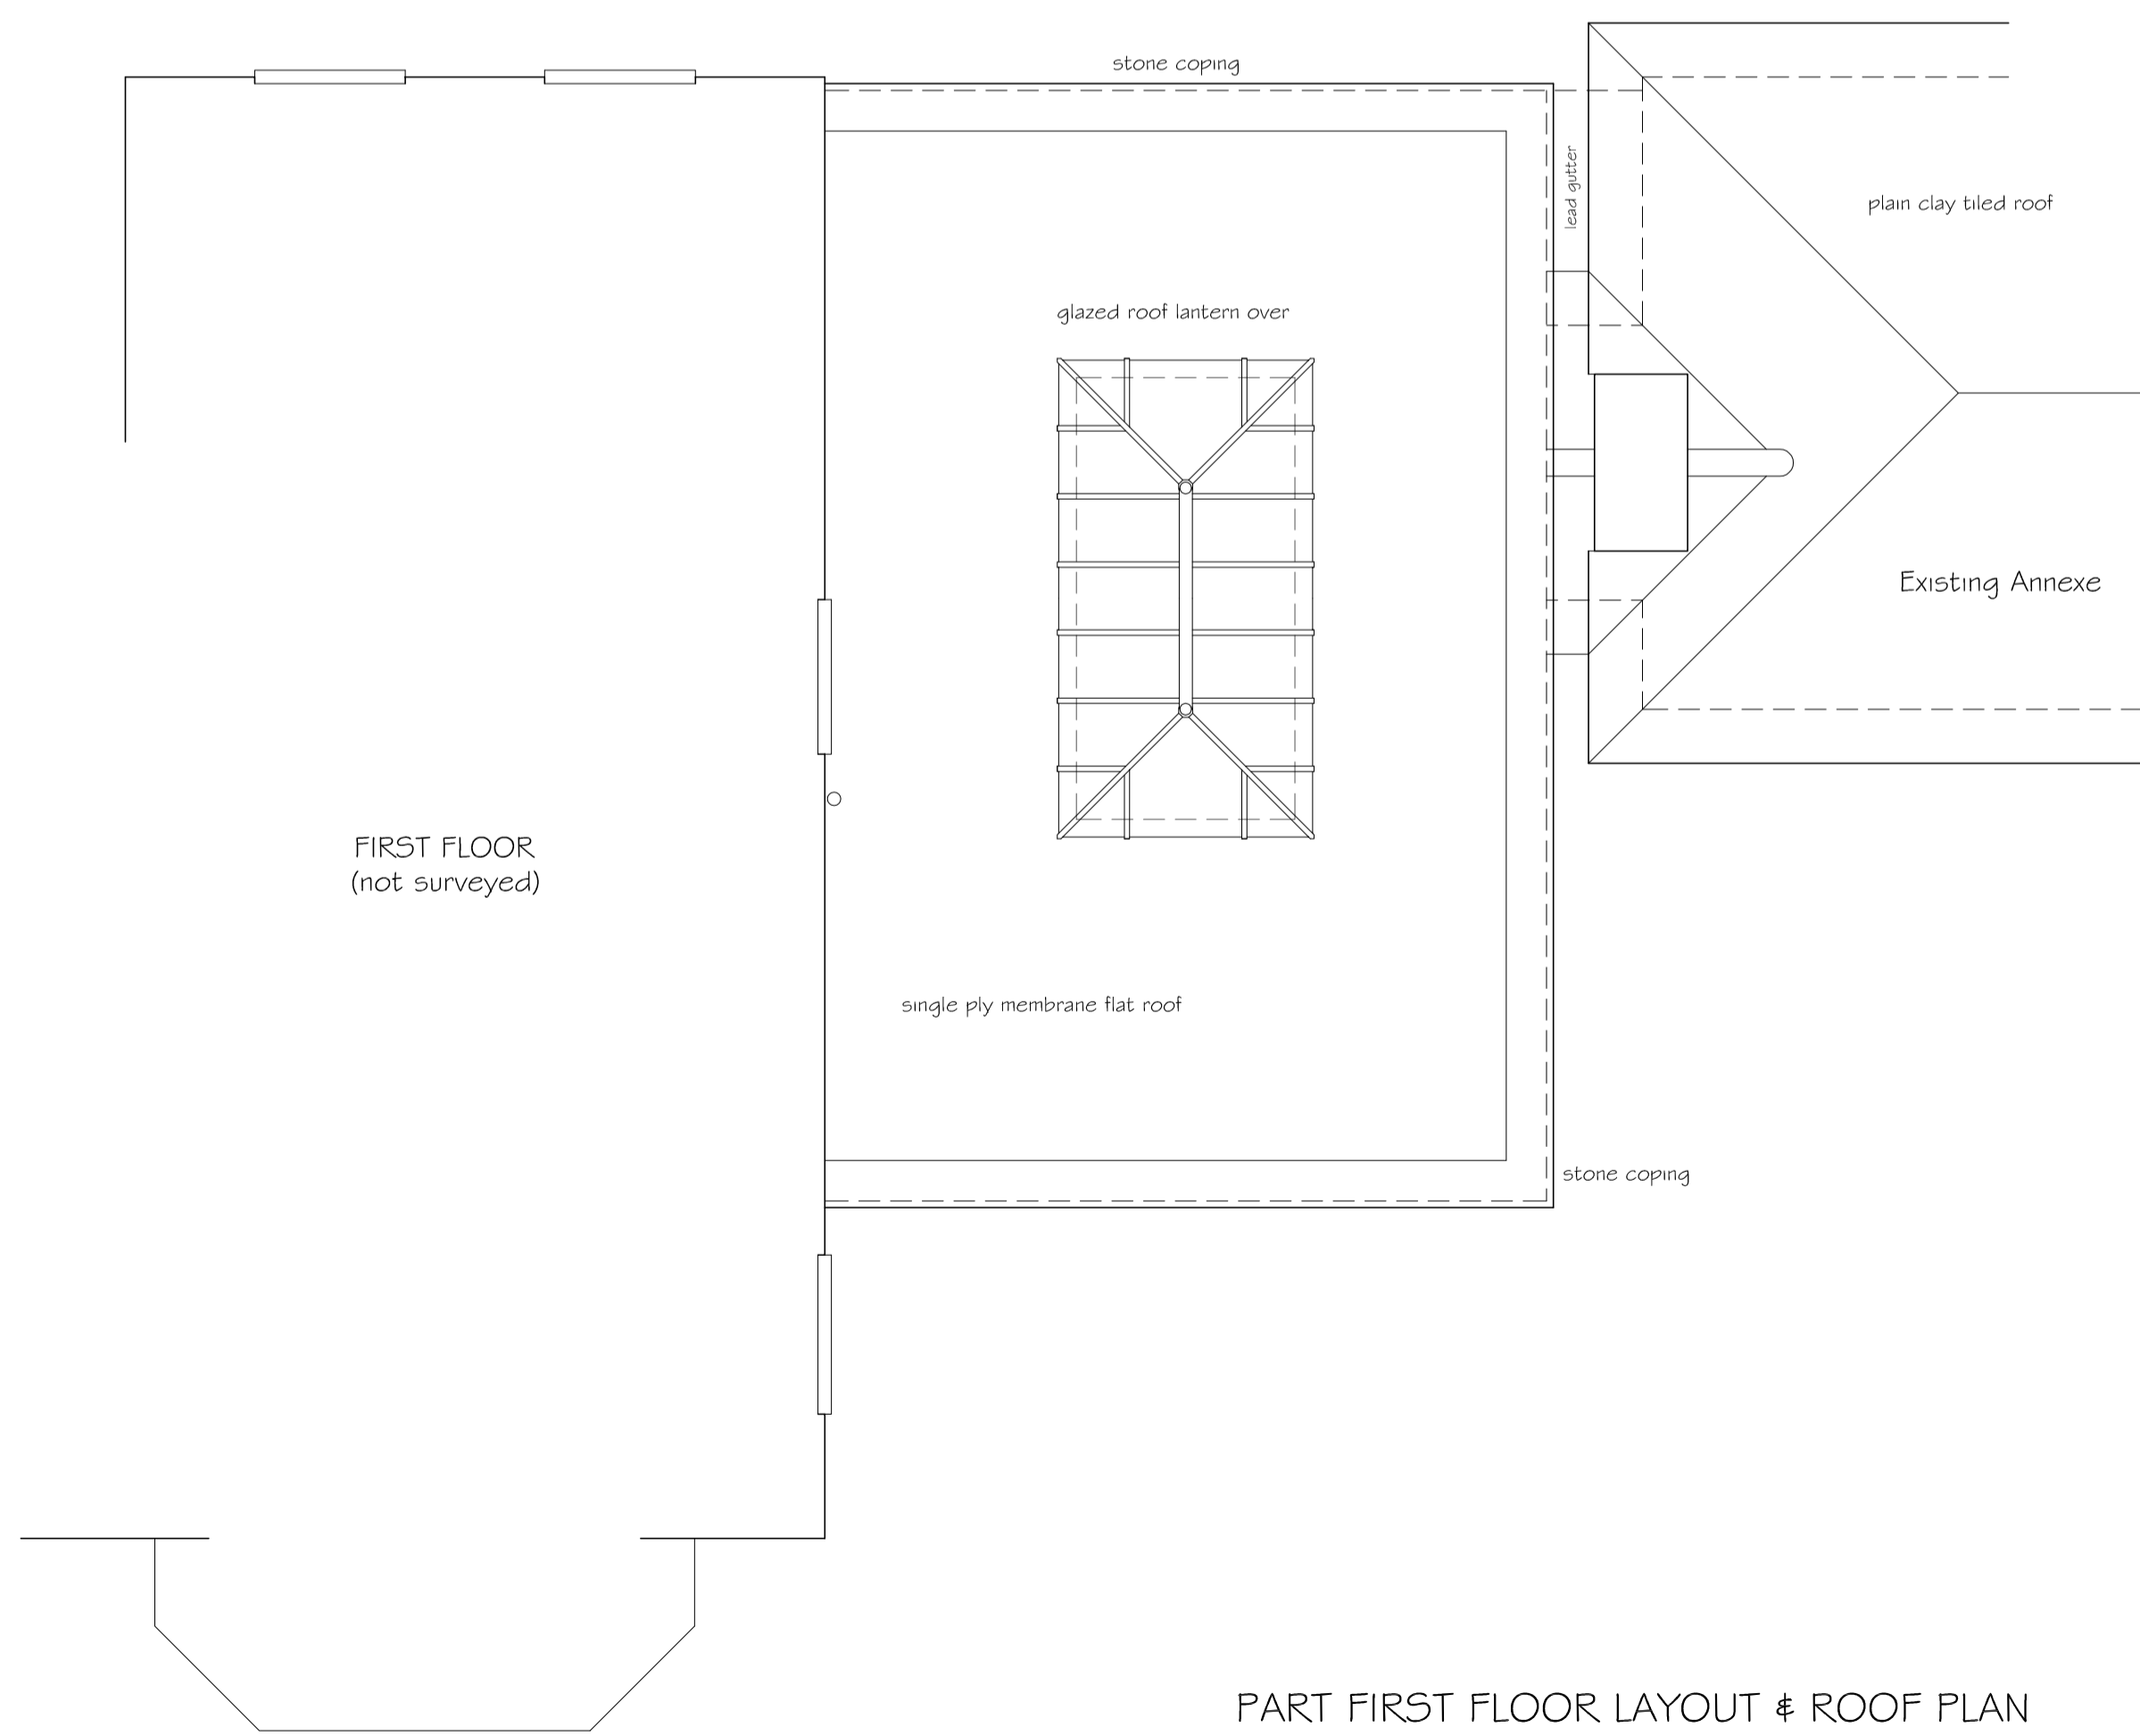 stone coping
lead gutter
plain clay tiled roof
glazed roof lantern over
Existing Annexe
FIRST FLOOR
(not surveyed)
single ply membrane flat roof
stone coping
PART FIRST FLOOR LAYOUT & ROOF PLAN